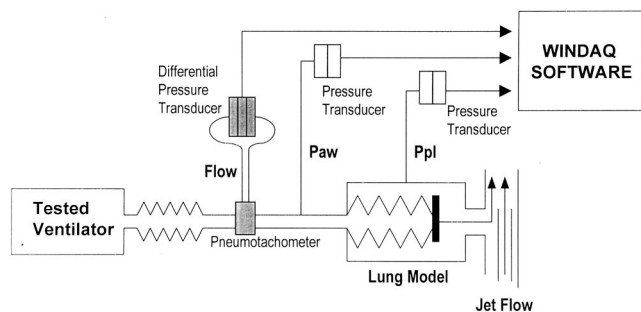 WINDAQ
SOFTWARE
Differential
Pressure
Transducer
Pressure
Transducer
Pressure
Transducer
Flow
Paw
Ppl
Tested
Ventilator
Pneumotachometer
Lung Model
Jet Flow